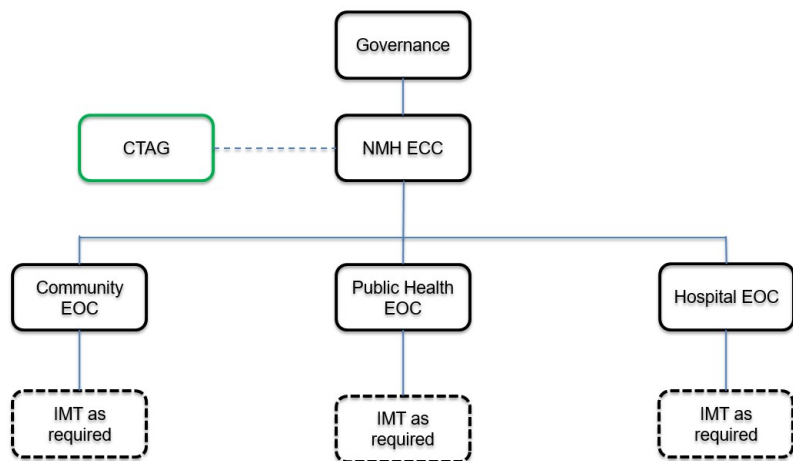 Governance
CTAG
NMH ECC
Community
EOC
Public Health
EOC
Hospital EOC
IMT as
required
IMT as
required
IMT as
required